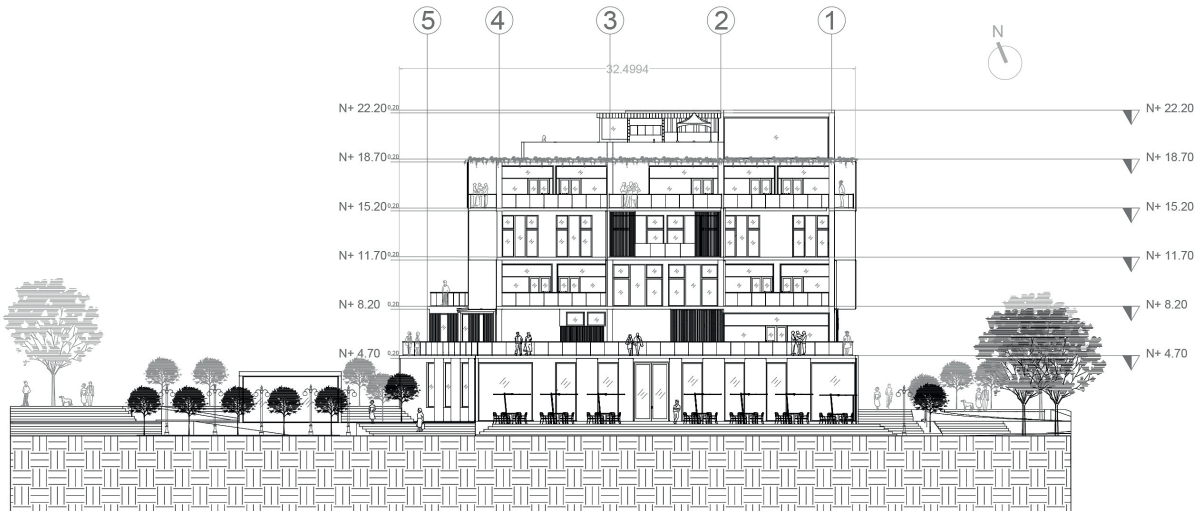 5 4 3 2 1
N
32.4994
N+ 22.20 0,20 N+ 22.20
N+ 18.70 0,20 N+ 18.70
N+ 15.20 0,20 N+ 15.20
N+ 11.70 0,20 N+ 11.70
N+ 8.20 0,20 N+ 8.20
N+ 4.70 0,20 N+ 4.70